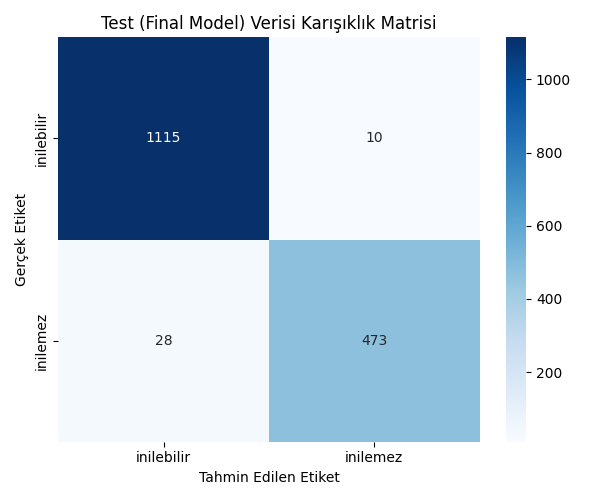 Test (Final Model) Verisi Karışıklık Matrisi
Gerçek Etiket
inilebilir
inilemez
1115
10
28
473
inilebilir
inilemez
Tahmin Edilen Etiket
1000
800
600
400
200